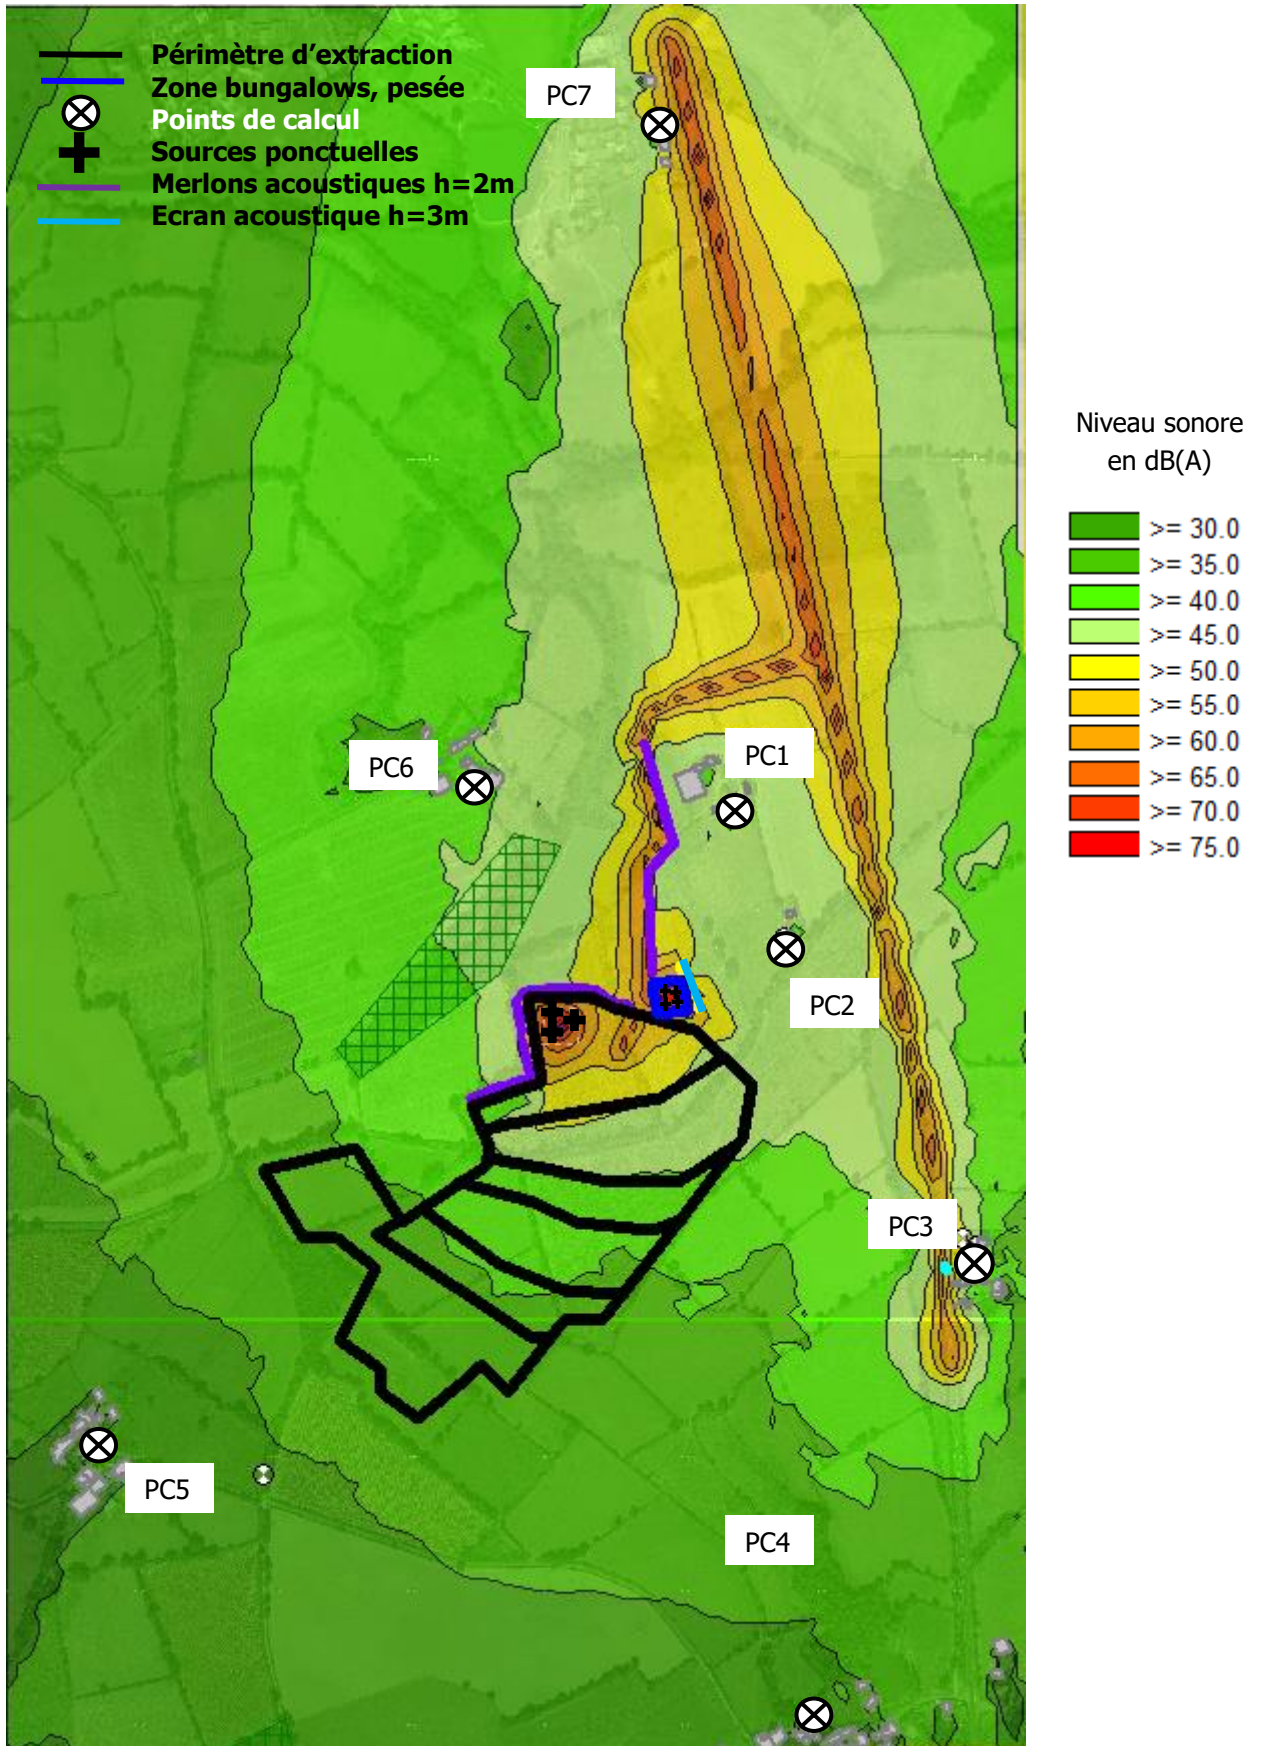 Périmètre d’extraction
Zone bungalows, pesée
Points de calcul
Sources ponctuelles
Merlons acoustiques h=2m
Ecran acoustique h=3m
PC7
Niveau sonore
en dB(A)
>= 30.0
>= 35.0
>= 40.0
>= 45.0
>= 50.0
>= 55.0
>= 60.0
>= 65.0
>= 70.0
>= 75.0
PC1
PC6
PC2
PC3
PC5
PC4